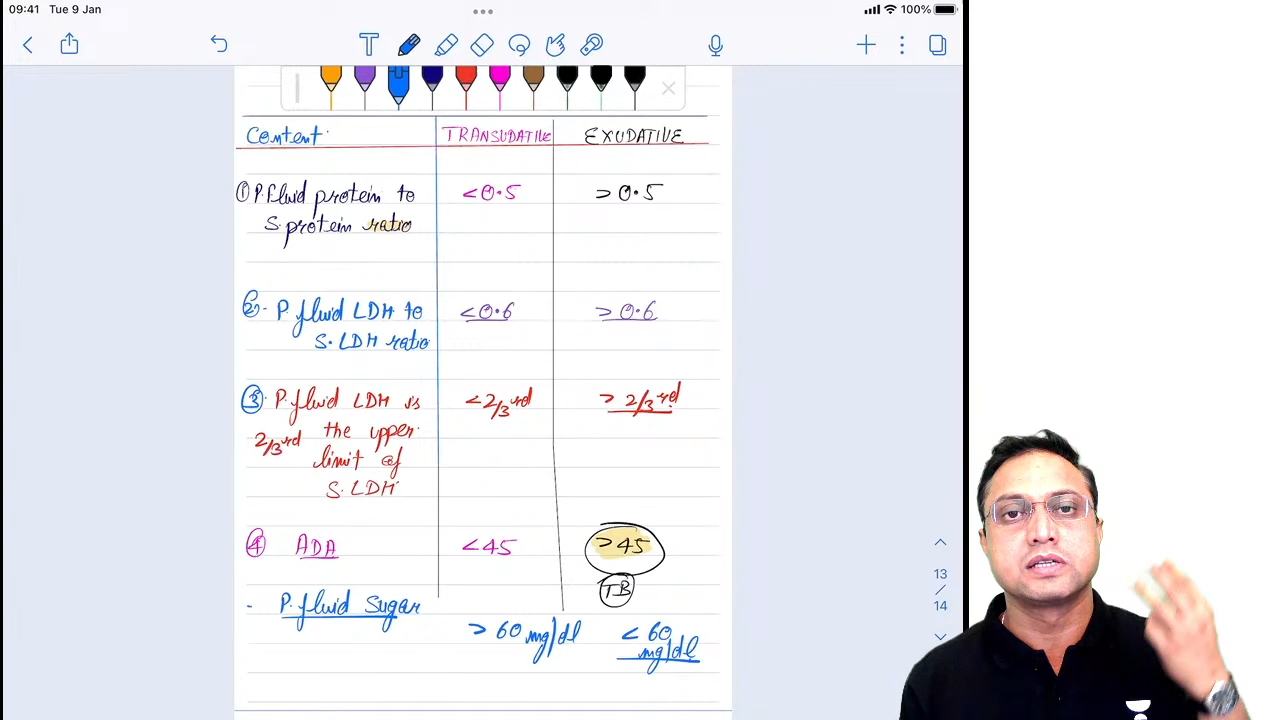 09:41 Tue 9 Jan
100%
T
Content TRANSUDATIVE EXUDATIVE
① P.fluid protein to <0.5 >0.5
S.protein ratio
② P.fluid LDH to <0.6 >0.6
S.LDH ratio
③ P.fluid LDH is <2/3rd >2/3rd
2/3rd the upper
limit of
S.LDH
④ ADA <45 >45
TB
- P.fluid Sugar
>60 mg/dl <60
mg/dl
13
/
14